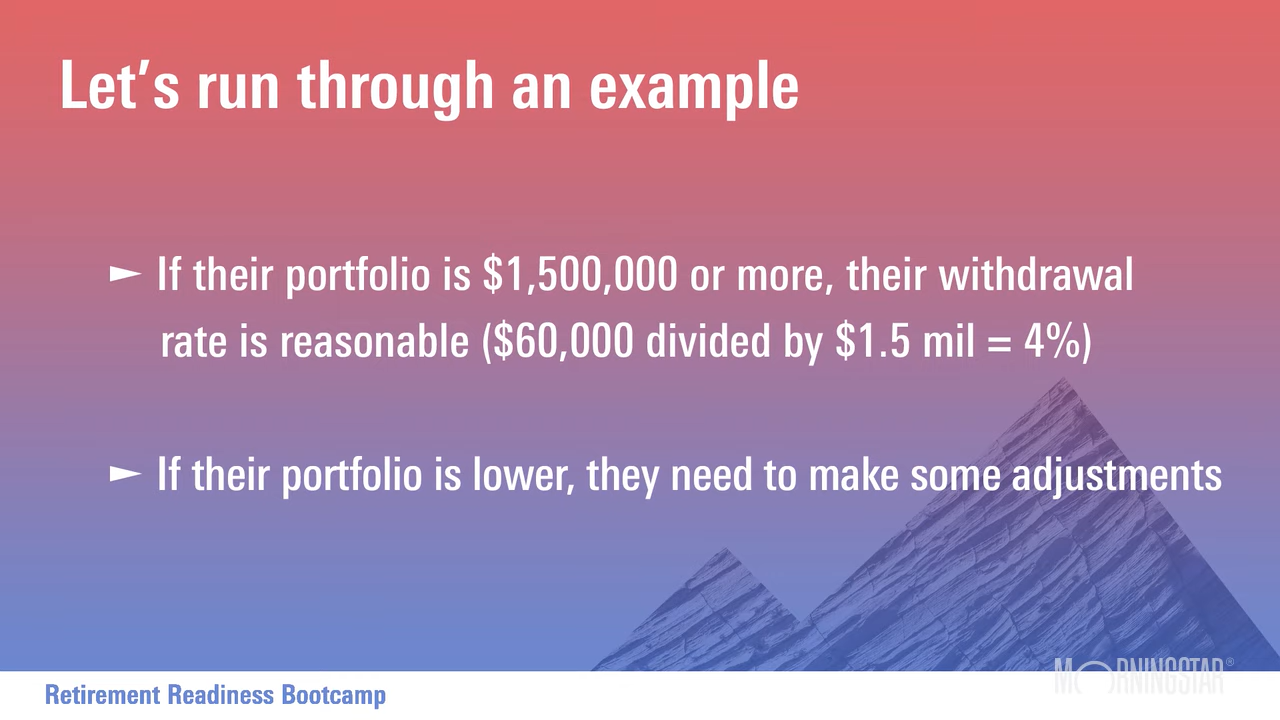 Let’s run through an example
► If their portfolio is $1,500,000 or more, their withdrawal
rate is reasonable ($60,000 divided by $1.5 mil = 4%)
► If their portfolio is lower, they need to make some adjustments
MORNINGSTAR®
Retirement Readiness Bootcamp